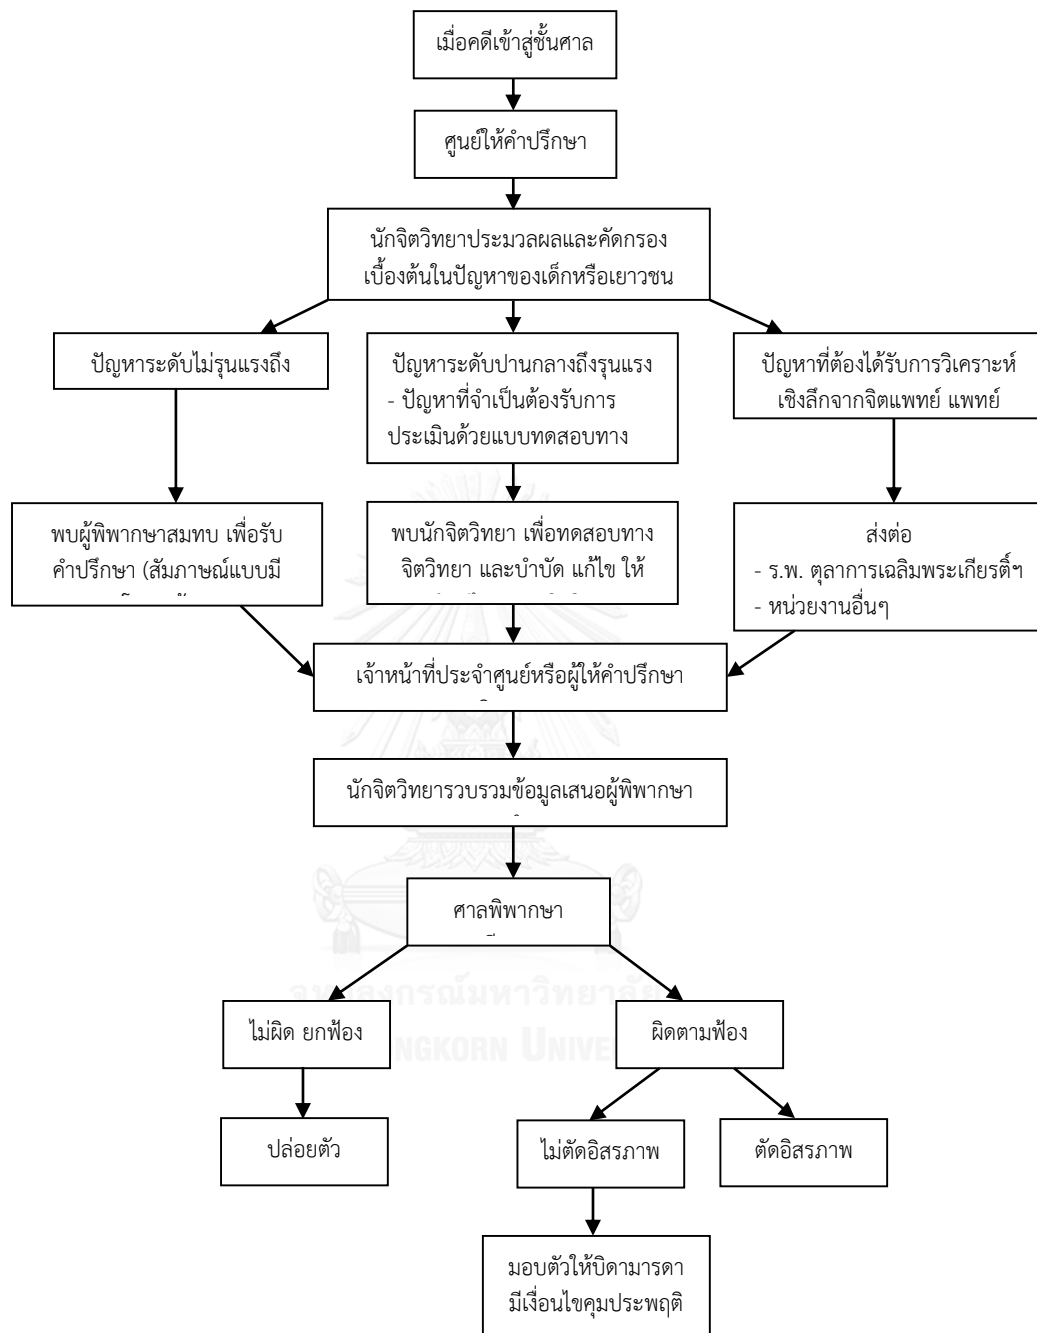 เมื่อคดีเข้าสู่ชั้นศาล
ศูนย์ให้คำปรึกษา
นักจิตวิทยาประมวลผลและคัดกรอง
เบื้องต้นในปัญหาของเด็กหรือเยาวชน
ปัญหาระดับไม่รุนแรงถึง
ปัญหาระดับปานกลางถึงรุนแรง
- ปัญหาที่จำเป็นต้องรับการ
ประเมินด้วยแบบทดสอบทาง
ปัญหาที่ต้องได้รับการวิเคราะห์
เชิงลึกจากจิตแพทย์ แพทย์
พบผู้พิพากษาสมทบ เพื่อรับ
คำปรึกษา (สัมภาษณ์แบบมี
พบนักจิตวิทยา เพื่อทดสอบทาง
จิตวิทยา และบำบัด แก้ไข ให้
ส่งต่อ
- ร.พ. ตุลาการเฉลิมพระเกียรติ์ฯ
- หน่วยงานอื่นๆ
เจ้าหน้าที่ประจำศูนย์หรือผู้ให้คำปรึกษา
นักจิตวิทยารวบรวมข้อมูลเสนอผู้พิพากษา
ศาลพิพากษา
ไม่ผิด ยกฟ้อง
ผิดตามฟ้อง
ปล่อยตัว
ไม่ตัดอิสรภาพ
ตัดอิสรภาพ
มอบตัวให้บิดามารดา
มีเงื่อนไขคุมประพฤติ